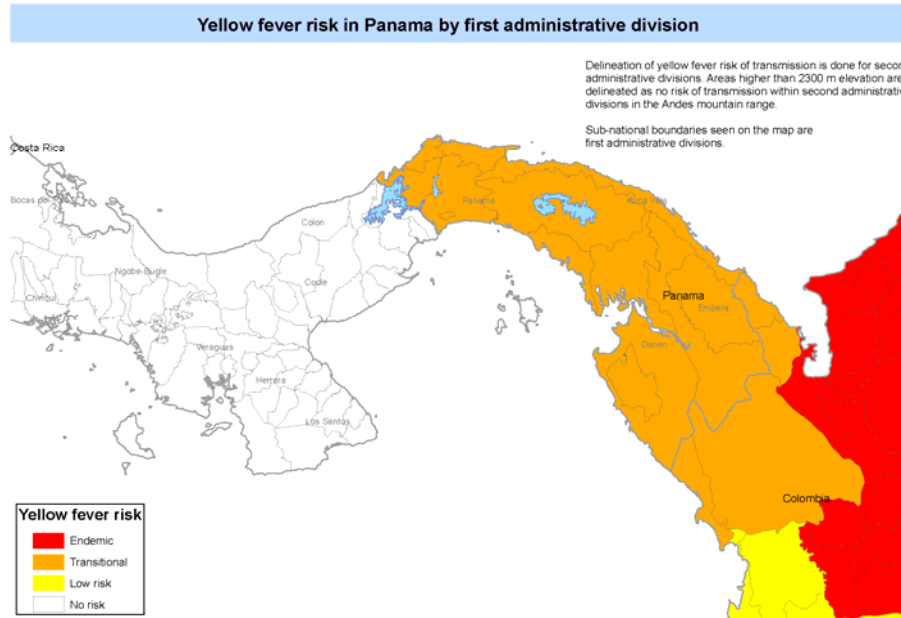 Yellow fever risk in Panama by first administrative division
Delineation of yellow fever risk of transmission is done for secon
administrative divisions. Areas higher than 2300 m elevation are
delineated as no risk of transmission within second administrativ
divisions in the Andes mountain range.
Sub-national boundaries seen on the map are
first administrative divisions.
Costa Rica
Bocas del
Colon
Panama
Ngobe-Bugle
Cocle
Chiriqui
Panama
Embera
Veraguas
Darien
Herrera
Los Santos
Colombia
Yellow fever risk
Endemic
Transitional
Low risk
No risk